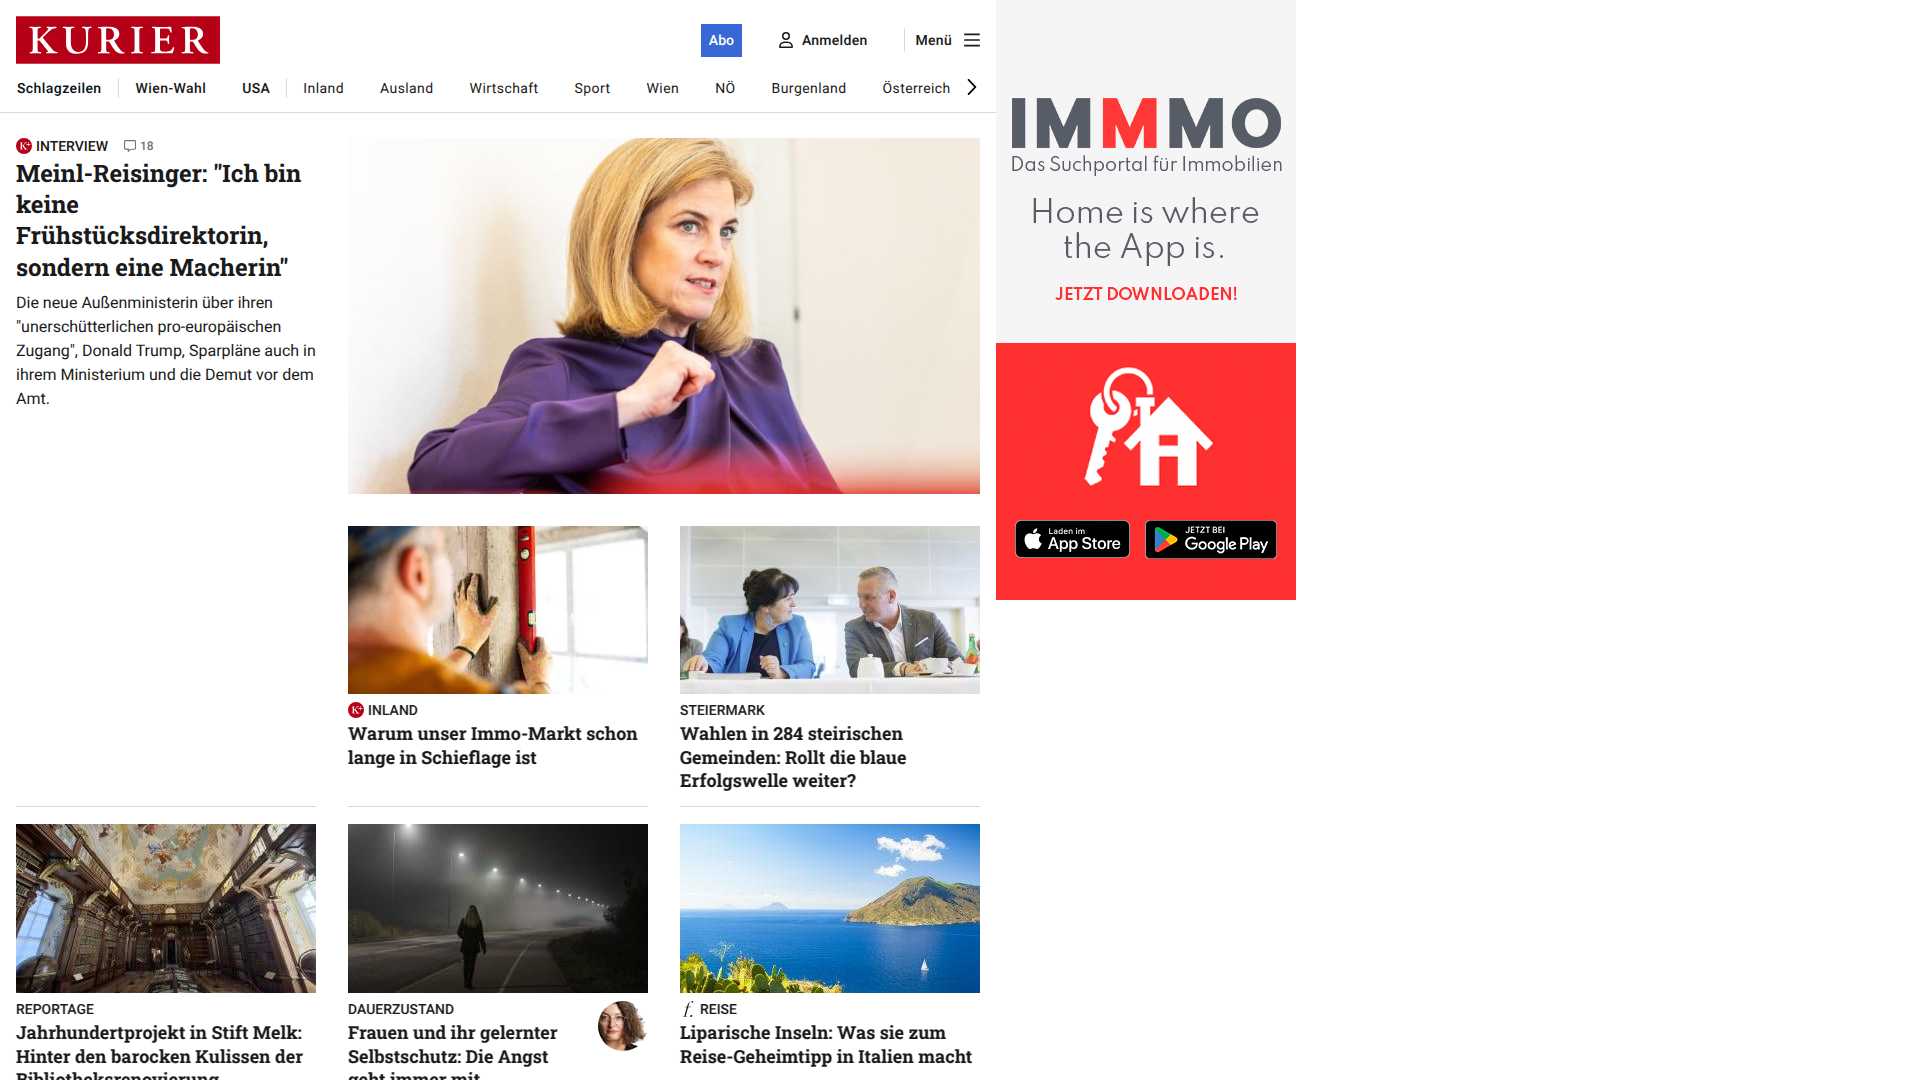 KURIER
Abo
Anmelden
Menü
Schlagzeilen
Wien-Wahl
USA
Inland
Ausland
Wirtschaft
Sport
Wien
NÖ
Burgenland
Österreich
K+ INTERVIEW 18
Meinl-Reisinger: "Ich bin
keine
Frühstücksdirektorin,
sondern eine Macherin"
Die neue Außenministerin über ihren
"unerschütterlichen pro-europäischen
Zugang", Donald Trump, Sparpläne auch in
ihrem Ministerium und die Demut vor dem
Amt.
K+ INLAND
Warum unser Immo-Markt schon
lange in Schieflage ist
STEIERMARK
Wahlen in 284 steirischen
Gemeinden: Rollt die blaue
Erfolgswelle weiter?
REPORTAGE
Jahrhundertprojekt in Stift Melk:
Hinter den barocken Kulissen der
Bibliotheksrenovierung
DAUERZUSTAND
Frauen und ihr gelernter
Selbstschutz: Die Angst
geht immer mit
f. REISE
Liparische Inseln: Was sie zum
Reise-Geheimtipp in Italien macht
IMMMO
Das Suchportal für Immobilien
Home is where
the App is.
JETZT DOWNLOADEN!
Laden im
App Store
JETZT BEI
Google Play